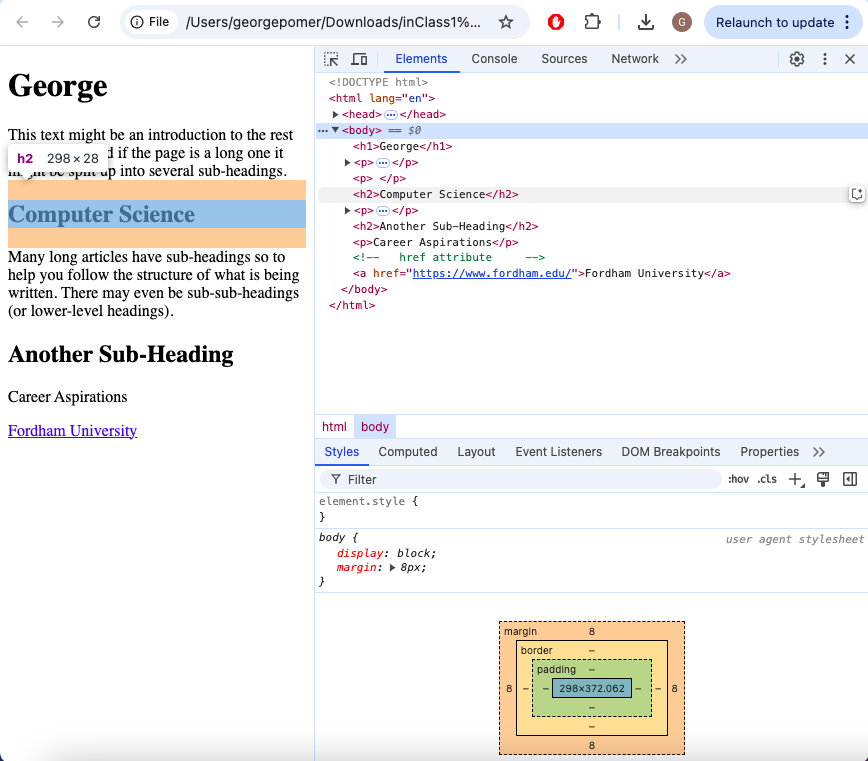 File
/Users/georgepomer/Downloads/inClass1%...
G
Relaunch to update
George
This text might be an introduction to the rest
d if the page is a long one it
might be split up into several sub-headings.
h2 298 × 28
Computer Science
Many long articles have sub-headings so to
help you follow the structure of what is being
written. There may even be sub-sub-headings
(or lower-level headings).
Another Sub-Heading
Career Aspirations
Fordham University
Elements Console Sources Network
<!DOCTYPE html>
<html lang="en">
<head> … </head>
… <body> == $0
<h1>George</h1>
<p> … </p>
<p> </p>
<h2>Computer Science</h2>
<p> … </p>
<h2>Another Sub-Heading</h2>
<p>Career Aspirations</p>
<!-- href attribute -->
<a href="https://www.fordham.edu/">Fordham University</a>
</body>
</html>
html body
Styles Computed Layout Event Listeners DOM Breakpoints Properties
Filter
:hov .cls
element.style {
}
body {
user agent stylesheet
display: block;
margin: 8px;
}
margin 8
border –
padding –
8 – – 298×372.062 – – 8
–
–
8